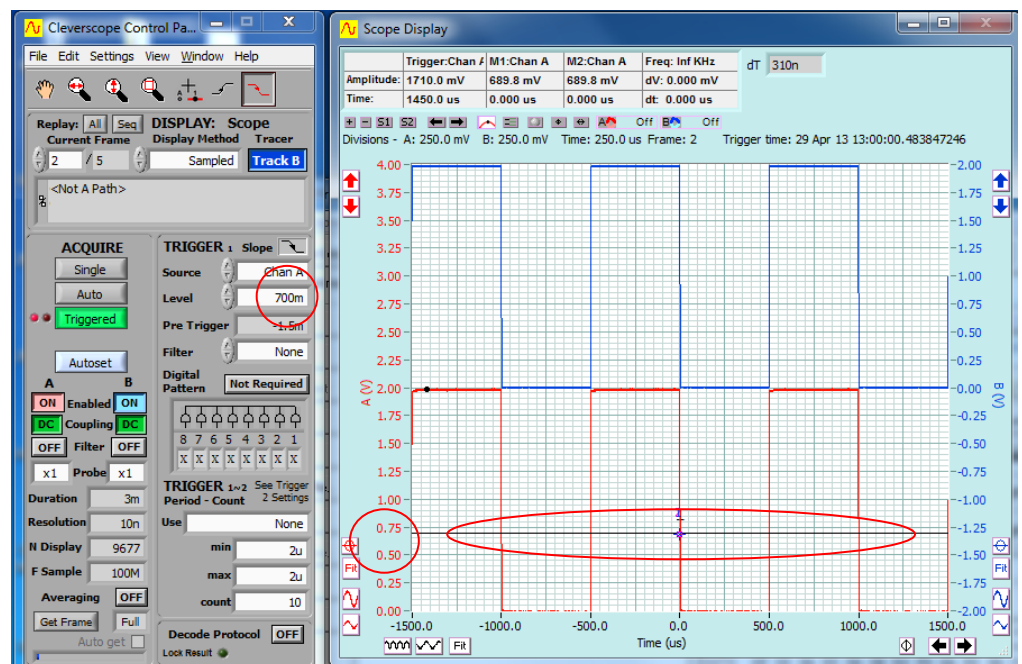 Cleverscope Control Pa...
File Edit Settings View Window Help
Replay: All Seq DISPLAY: Scope
Current Frame Display Method Tracer
2 / 5 Sampled Track B
<Not A Path>
ACQUIRE
Single
Auto
Triggered
Autoset
A B
ON Enabled ON
DC Coupling DC
OFF Filter OFF
x1 Probe x1
Duration 3m
Resolution 10n
N Display 9677
F Sample 100M
Averaging OFF
Get Frame Full
Auto get
TRIGGER 1 Slope
Source Chan A
Level 700m
Pre Trigger -1.5m
Filter None
Digital
Pattern Not Required
8 7 6 5 4 3 2 1
X X X X X X X X
TRIGGER 1~2 See Trigger
Period - Count 2 Settings
Use None
min 2u
max 2u
count 10
Decode Protocol OFF
Lock Result
Scope Display
Trigger:Chan A M1:Chan A M2:Chan A Freq: Inf KHz dT 310n
Amplitude: 1710.0 mV 689.8 mV 689.8 mV dV: 0.000 mV
Time: 1450.0 us 0.000 us 0.000 us dt: 0.000 us
S1 S2 A Off B Off
Divisions - A: 250.0 mV B: 250.0 mV Time: 250.0 us Frame: 2 Trigger time: 29 Apr 13 13:00:00.483847246
4.00 -2.00
3.75 -1.75
3.50 -1.50
3.25 -1.25
3.00 -1.00
2.75 -0.75
2.50 -0.50
2.25 -0.25
2.00 -0.00
1.75 -0.25
1.50 -0.50
1.25 -0.75
1.00 -1.00
0.75 -1.25
0.50 -1.50
0.25 -1.75
0.00 -2.00
A (V)
B (V)
Fit Fit
-1500.0 -1000.0 -500.0 0.0 500.0 1000.0 1500.0
Time (us)
Fit